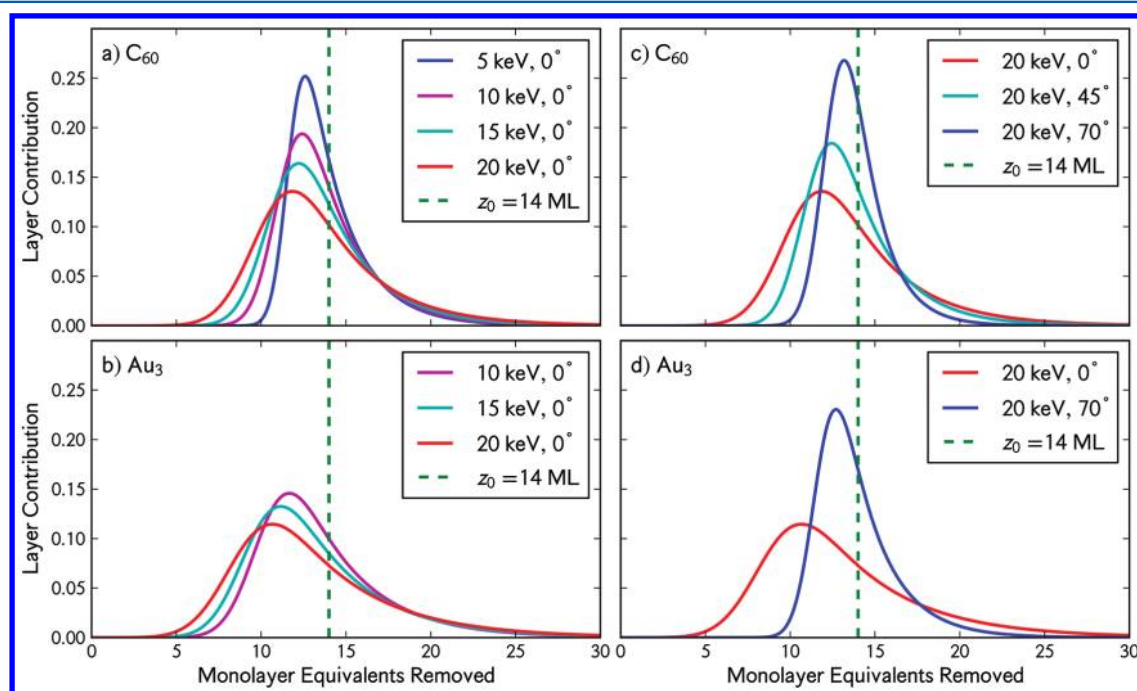 a) C₆₀
5 keV, 0°
10 keV, 0°
15 keV, 0°
20 keV, 0°
z₀ = 14 ML
Layer Contribution
0.25
0.20
0.15
0.10
0.05
0.00
c) C₆₀
20 keV, 0°
20 keV, 45°
20 keV, 70°
z₀ = 14 ML
b) Au₃
10 keV, 0°
15 keV, 0°
20 keV, 0°
z₀ = 14 ML
Layer Contribution
0.25
0.20
0.15
0.10
0.05
0.00
0 5 10 15 20 25 30
Monolayer Equivalents Removed
d) Au₃
20 keV, 0°
20 keV, 70°
z₀ = 14 ML
0 5 10 15 20 25 30
Monolayer Equivalents Removed